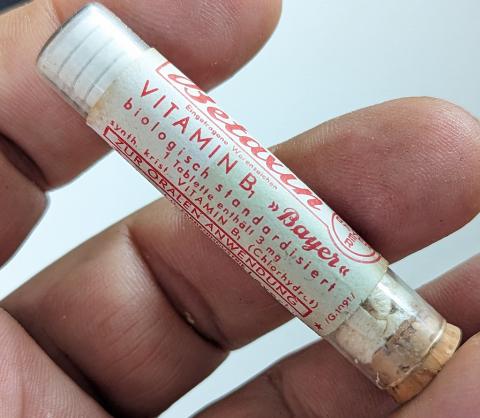 Betaxin
Eingetragene Warenzeichen
VITAMIN B₁ »Bayer«
biologisch standardisiert
1 Tablette enthält 3 mg
synth. krist. VITAMIN B₁ (Chlorhydrat)
ZUR ORALEN ANWENDUNG